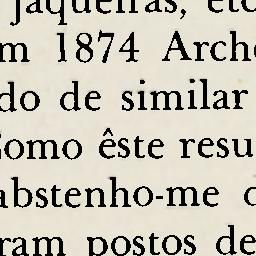 jaqueiras, etc
m 1874 Arch
do de similar
Como êste resu
abstenho-me
ram postos de